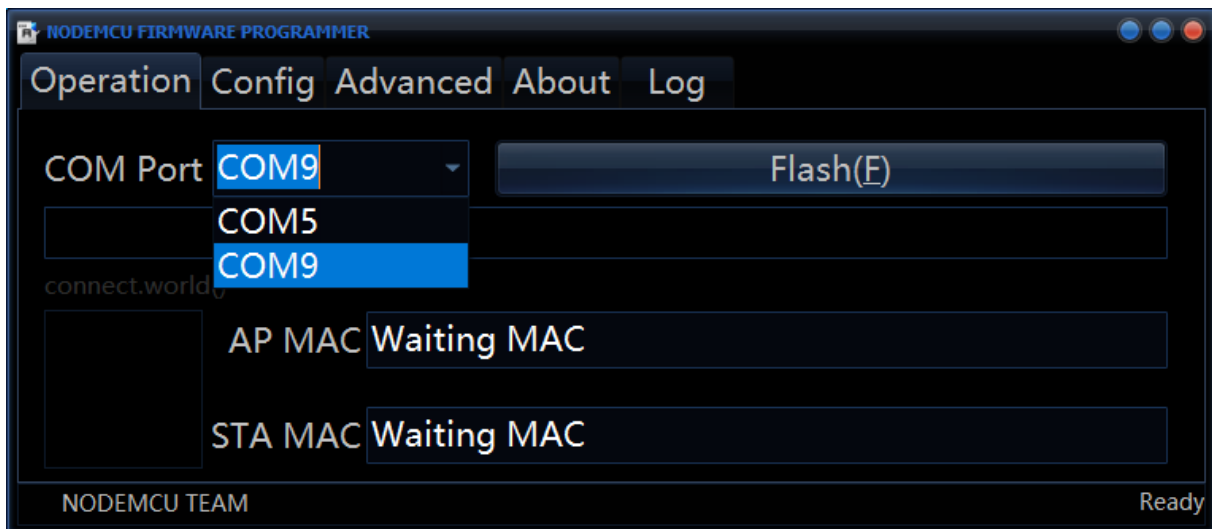 NODEMCU FIRMWARE PROGRAMMER
Operation Config Advanced About Log
COM Port COM9 Flash(F)
COM5
COM9
connect.world()
AP MAC Waiting MAC
STA MAC Waiting MAC
NODEMCU TEAM Ready